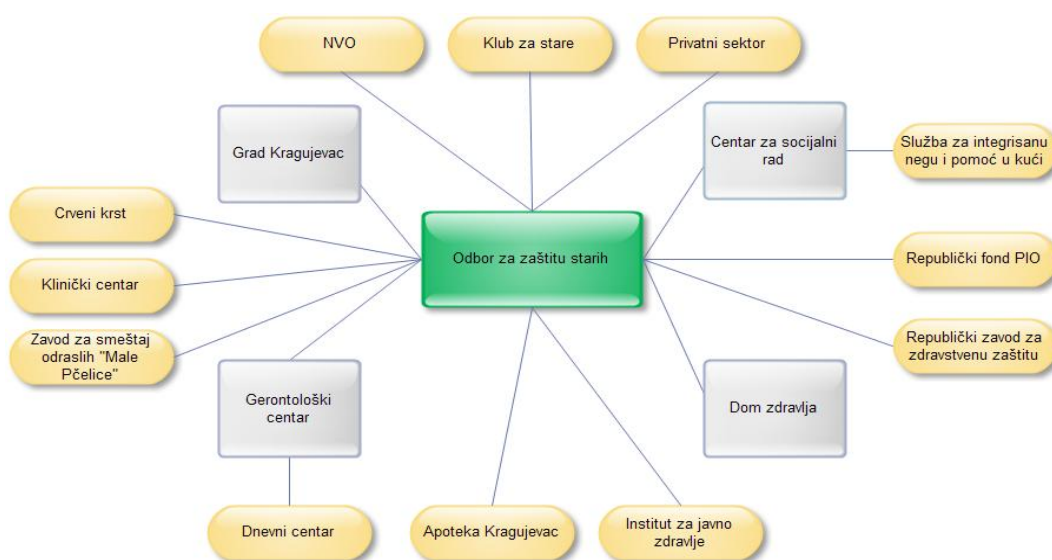 NVO
Klub za stare
Privatni sektor
Grad Kragujevac
Centar za socijalni
rad
Služba za integrisanu
negu i pomoć u kući
Crveni krst
Odbor za zaštitu starih
Republički fond PIO
Klinički centar
Zavod za smeštaj
odraslih "Male
Pčelice"
Republički zavod za
zdravstvenu zaštitu
Gerontološki
centar
Dom zdravlja
Dnevni centar
Apoteka Kragujevac
Institut za javno
zdravlje